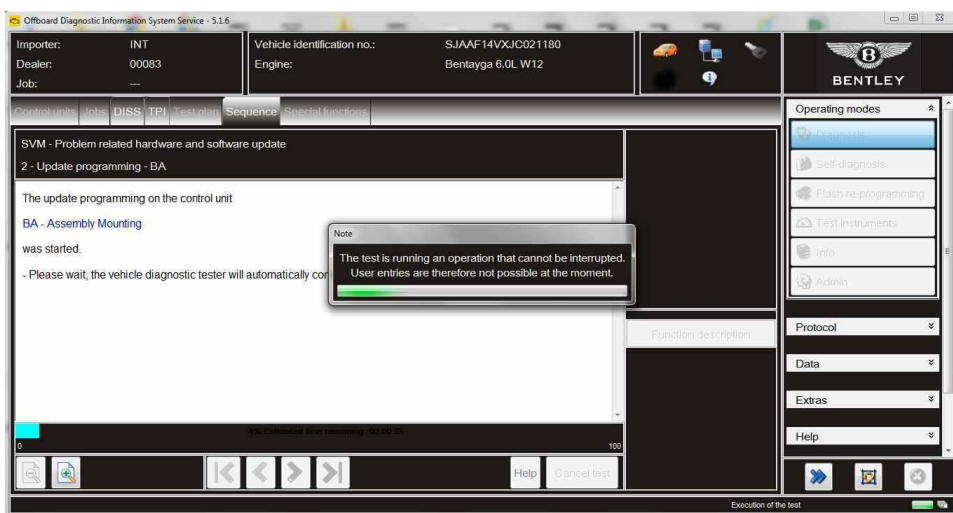 Offboard Diagnostic Information System Service - 5.1.6
Importer: INT
Dealer: 00083
Job: ---
Vehicle identification no.: SJAAF14VXJC021180
Engine: Bentayga 6.0L W12
BENTLEY
Control units Jobs DISS TPI Test plan Sequence Special functions
SVM - Problem related hardware and software update
2 - Update programming - BA
The update programming on the control unit
BA - Assembly Mounting
was started.
- Please wait, the vehicle diagnostic tester will automatically con
Note
The test is running an operation that cannot be interrupted.
User entries are therefore not possible at the moment.
Function description
4% Estimated time remaining:
0 100
Help Cancel test
Operating modes
Diagnosis
Self-diagnosis
Flash re-programming
Test instruments
Info
Admin
Protocol
Data
Extras
Help
Execution of the test